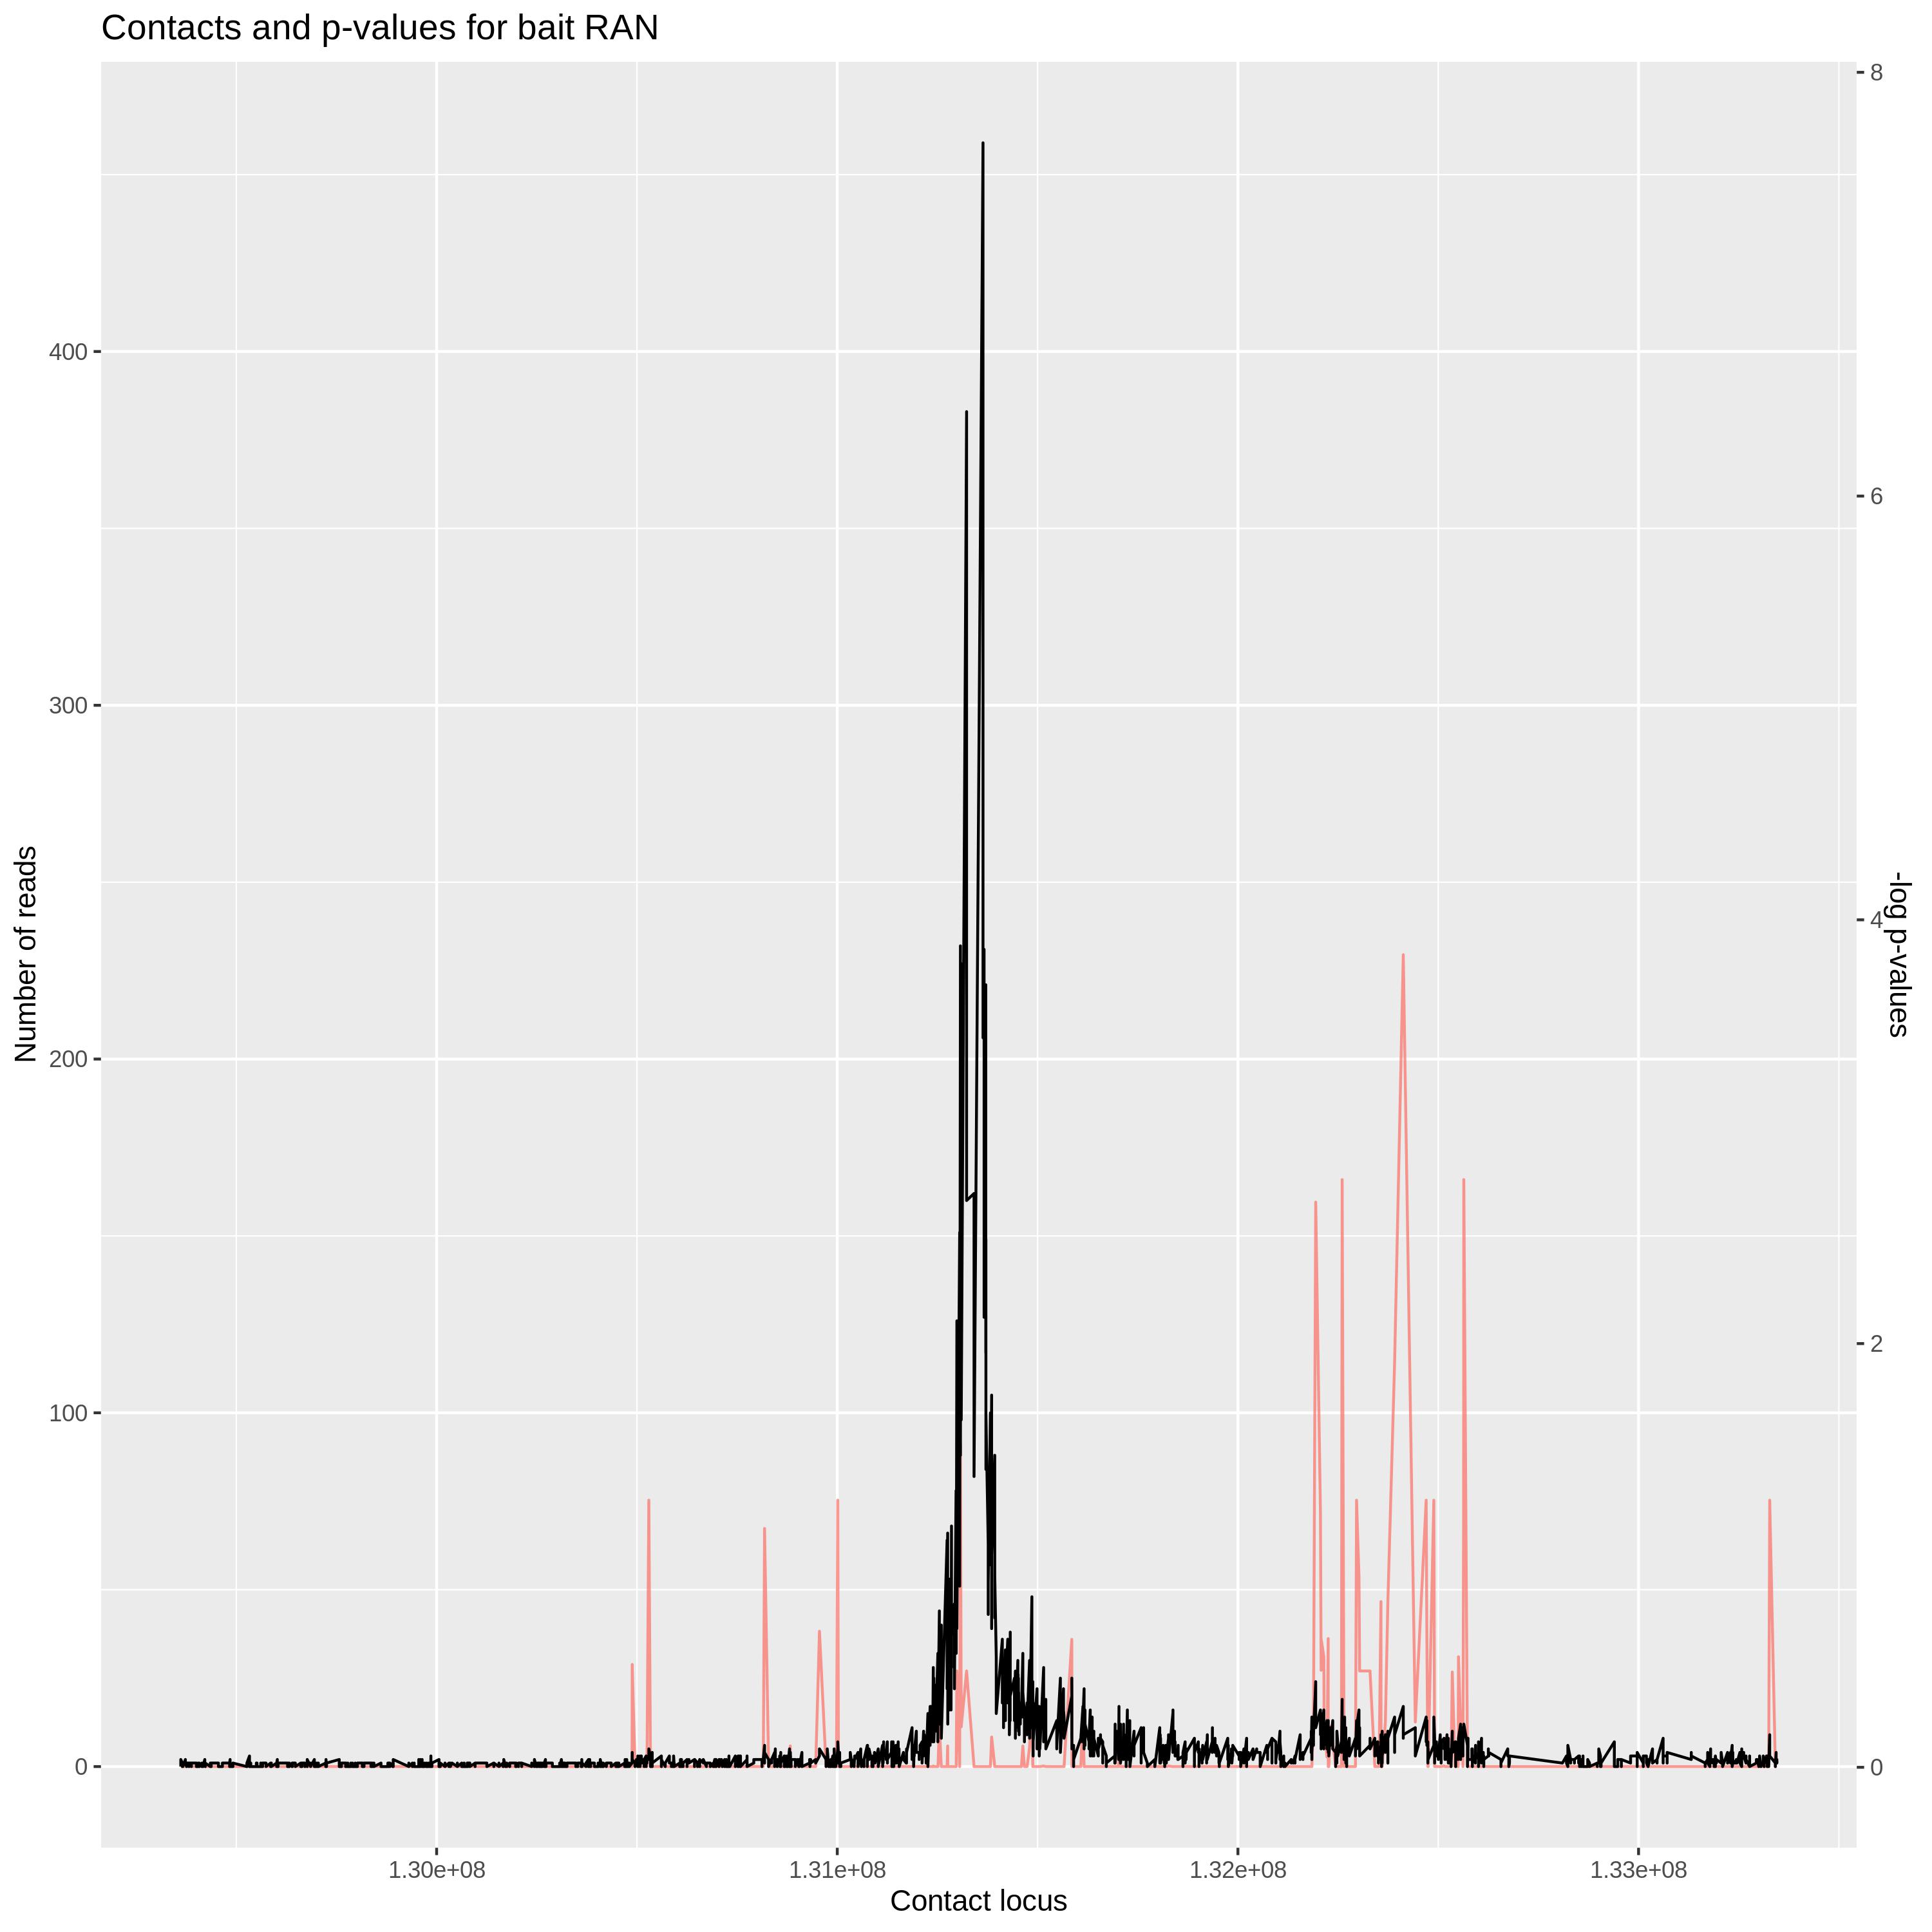 Contacts and p-values for bait RAN
8
6
4
2
0
-log p-values
400
300
200
100
0
Number of reads
1.30e+08 1.31e+08 1.32e+08 1.33e+08
Contact locus